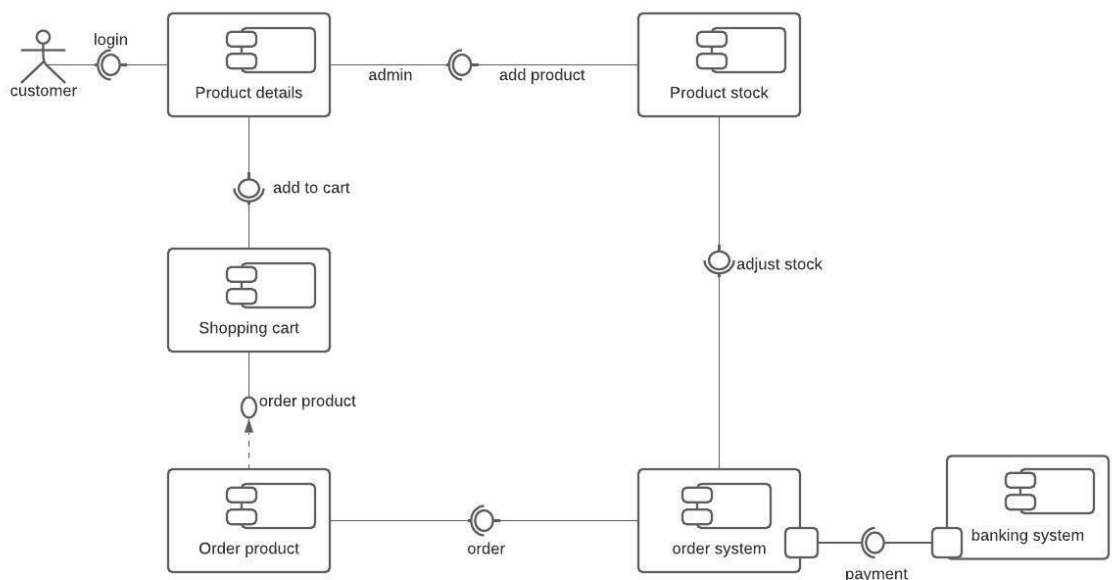 login
customer
Product details
admin
add product
Product stock
add to cart
adjust stock
Shopping cart
order product
Order product
order
order system
payment
banking system